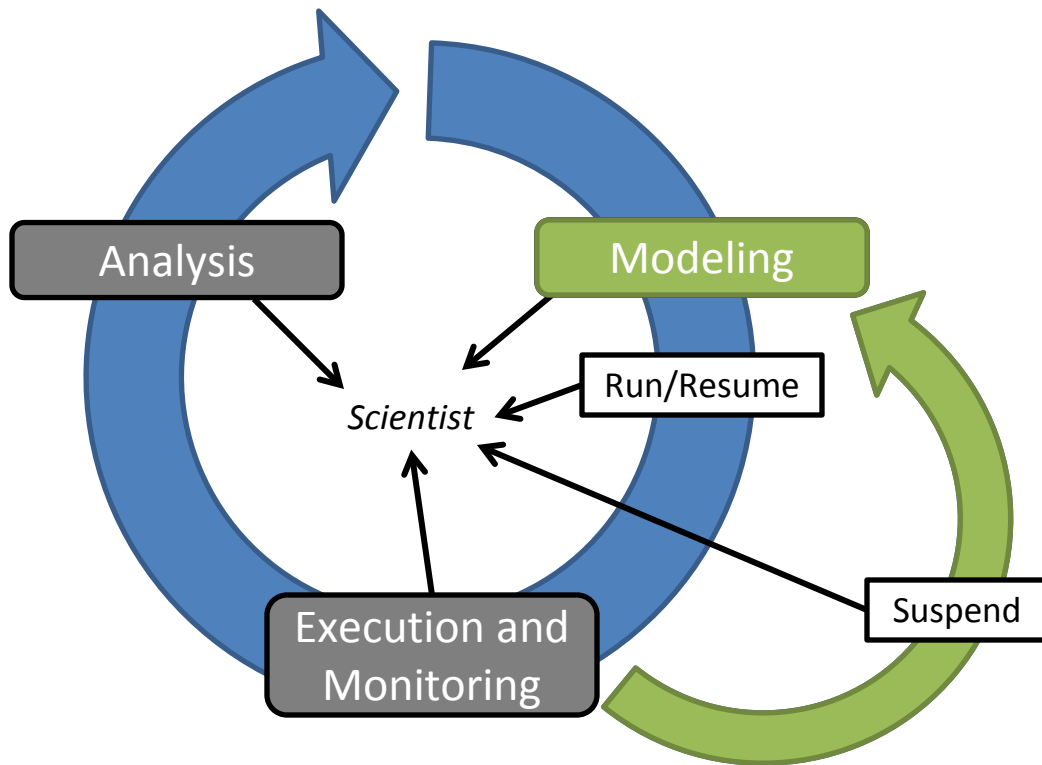 Analysis
Modeling
Run/Resume
Scientist
Suspend
Execution and
Monitoring